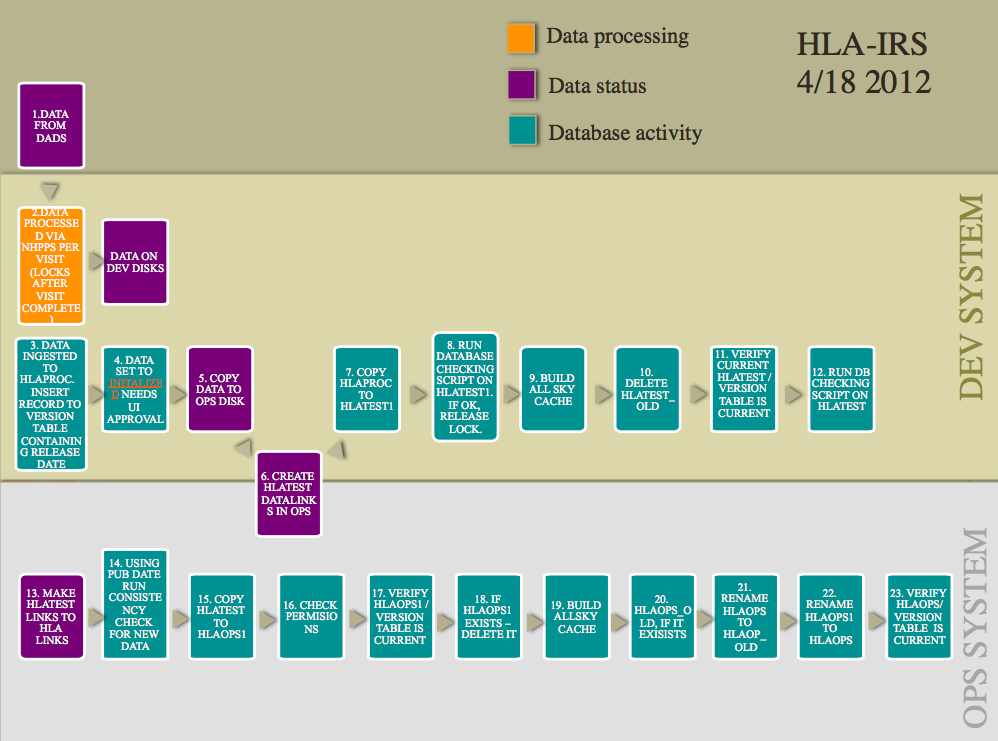 Data processing
Data status
Database activity
HLA-IRS
4/18 2012
1.DATA
FROM
DADS
DEV SYSTEM
2.DATA
PROCESSE
D VIA
NHPPS PER
VISIT
(LOCKS
AFTER
VISIT
COMPLETE
)
DATA ON
DEV DISKS
3. DATA
INGESTED
TO
HLAPROC.
INSERT
RECORD TO
VERSION
TABLE
CONTAININ
G RELEASE
DATE
4. DATA
SET TO
INITALIZE
D NEEDS
UI
APPROVAL
5. COPY
DATA TO
OPS DISK
6. CREATE
HLATEST
DATALINK
S IN OPS
7. COPY
HLAPROC
TO
HLATEST1
8. RUN
DATABASE
CHECKING
SCRIPT ON
HLATEST1.
IF OK,
RELEASE
LOCK.
9. BUILD
ALL SKY
CACHE
10.
DELETE
HLATEST_
OLD
11. VERIFY
CURRENT
HLATEST /
VERSION
TABLE IS
CURRENT
12. RUN DB
CHECKING
SCRIPT ON
HLATEST
OPS SYSTEM
13. MAKE
HLATEST
LINKS TO
HLA
LINKS
14. USING
PUB DATE
RUN
CONSISTE
NCY
CHECK
FOR NEW
DATA
15. COPY
HLATEST
TO
HLAOPS1
16. CHECK
PERMISIO
NS
17. VERIFY
HLAOPS1 /
VERSION
TABLE IS
CURRENT
18. IF
HLAOPS1
EXISTS –
DELETE IT
19. BUILD
ALLSKY
CACHE
20.
HLAOPS_O
LD, IF IT
EXISISTS
21.
RENAME
HLAOPS
TO
HLAOP_
OLD
22.
RENAME
HLAOPS1
TO
HLAOPS
23. VERIFY
HLAOPS/
VERSION
TABLE IS
CURRENT